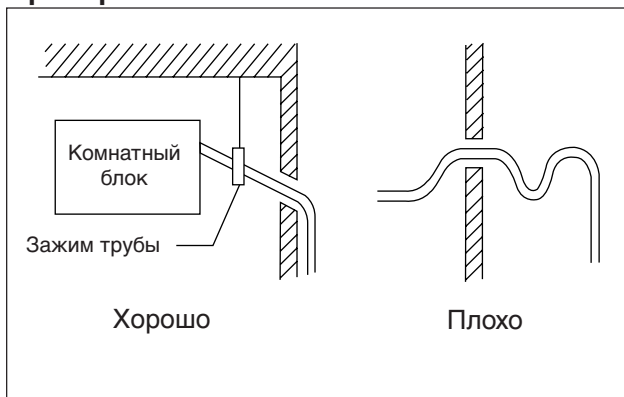 Комнатный
блок
Зажим трубы
Хорошо
Плохо